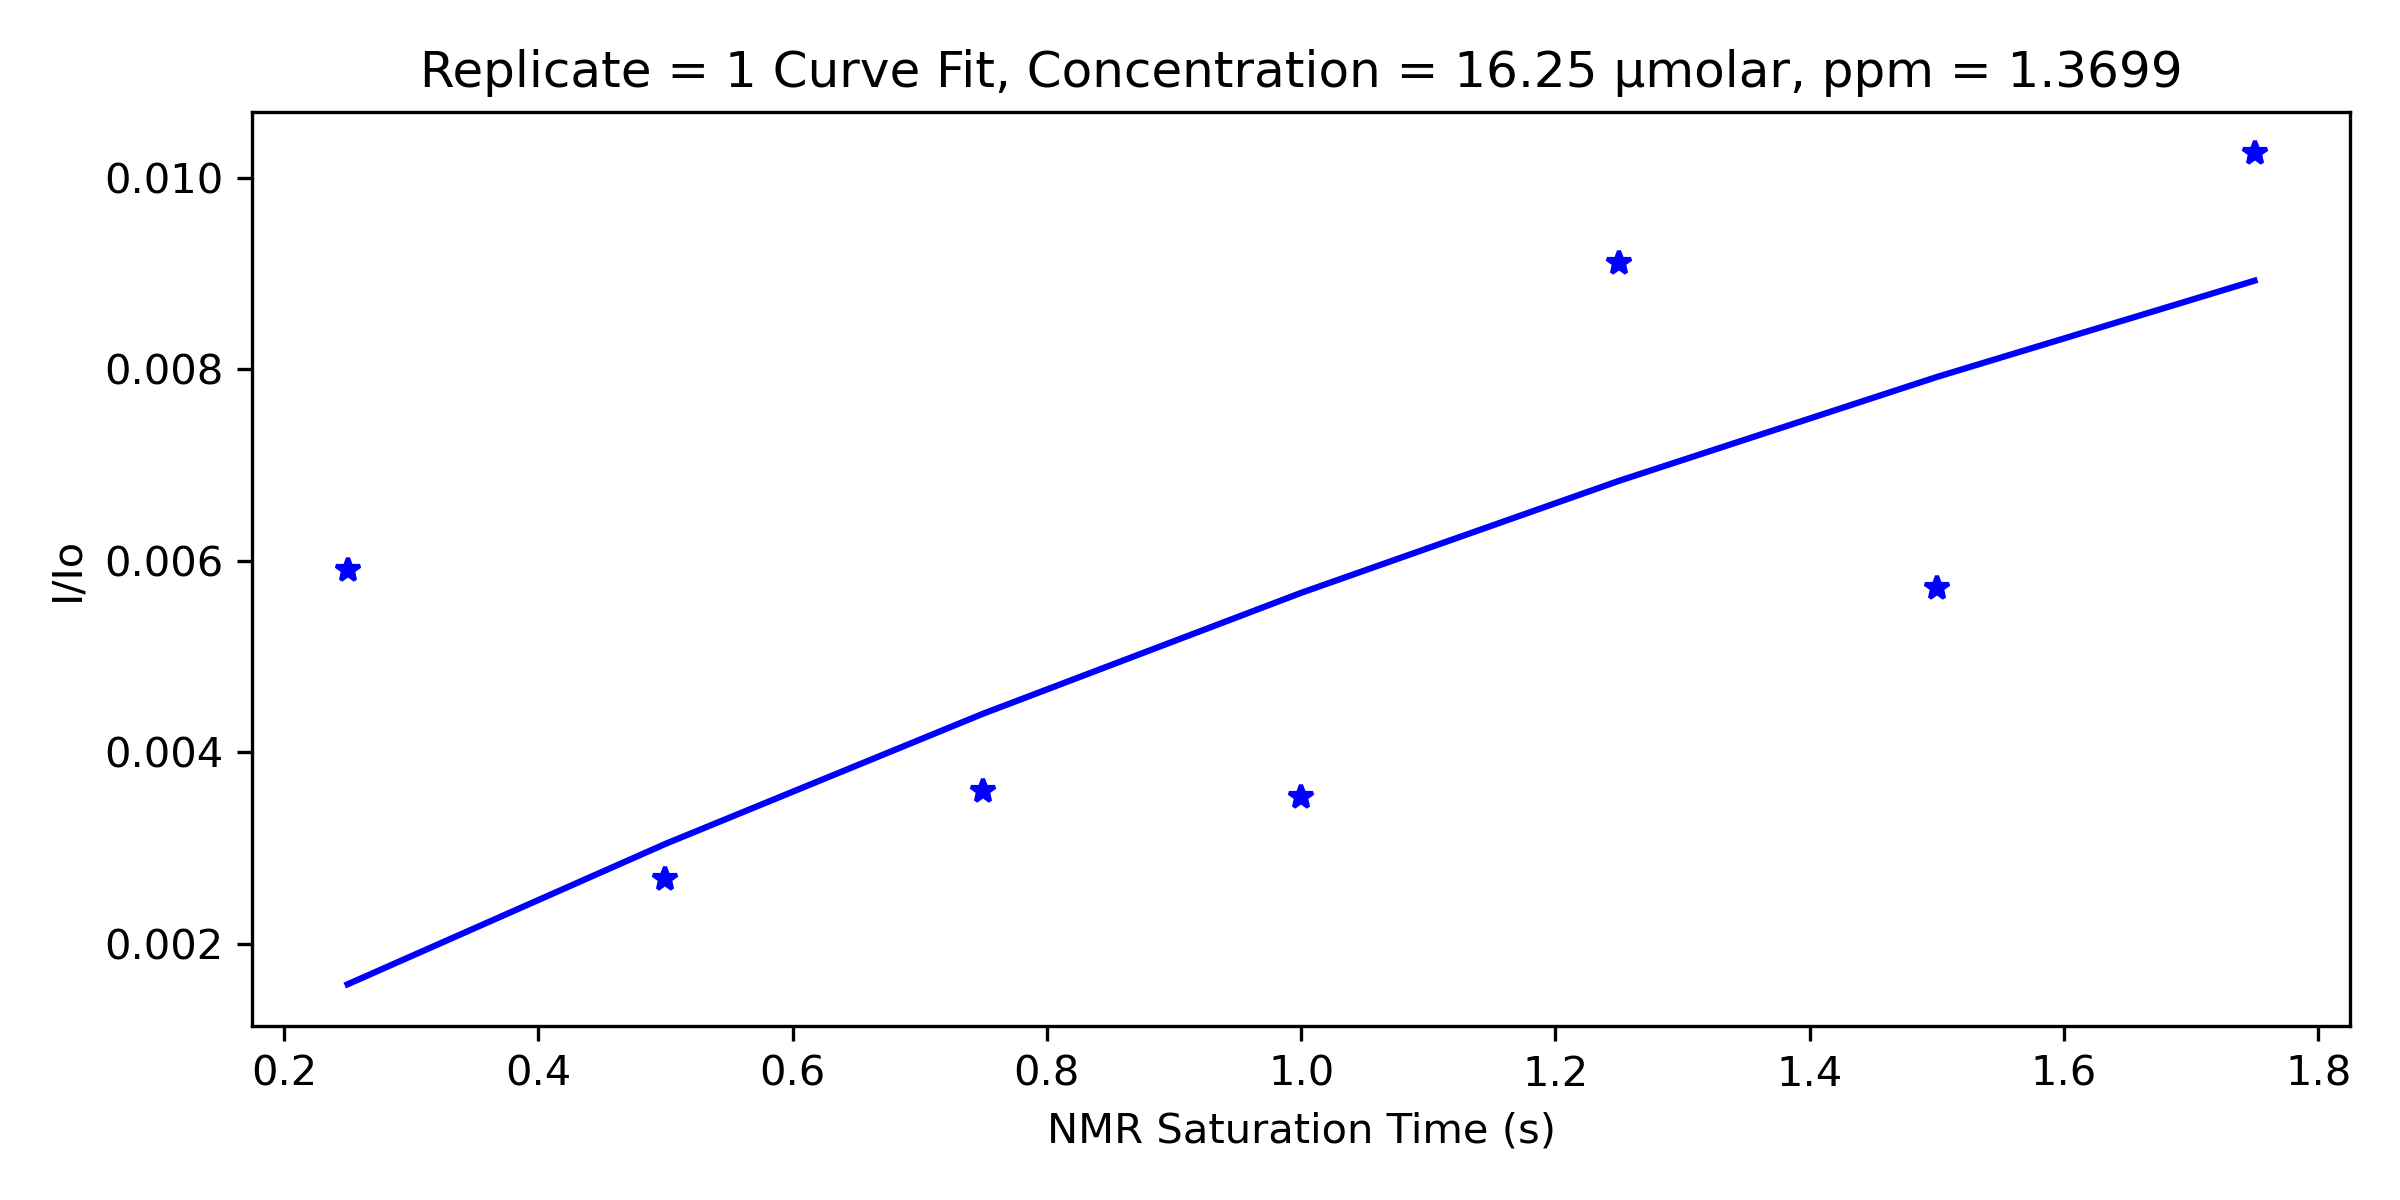 Replicate = 1 Curve Fit, Concentration = 16.25 µmolar, ppm = 1.3699
0.010
0.008
0.006
0.004
0.002
I/Io
0.2 0.4 0.6 0.8 1.0 1.2 1.4 1.6 1.8
NMR Saturation Time (s)